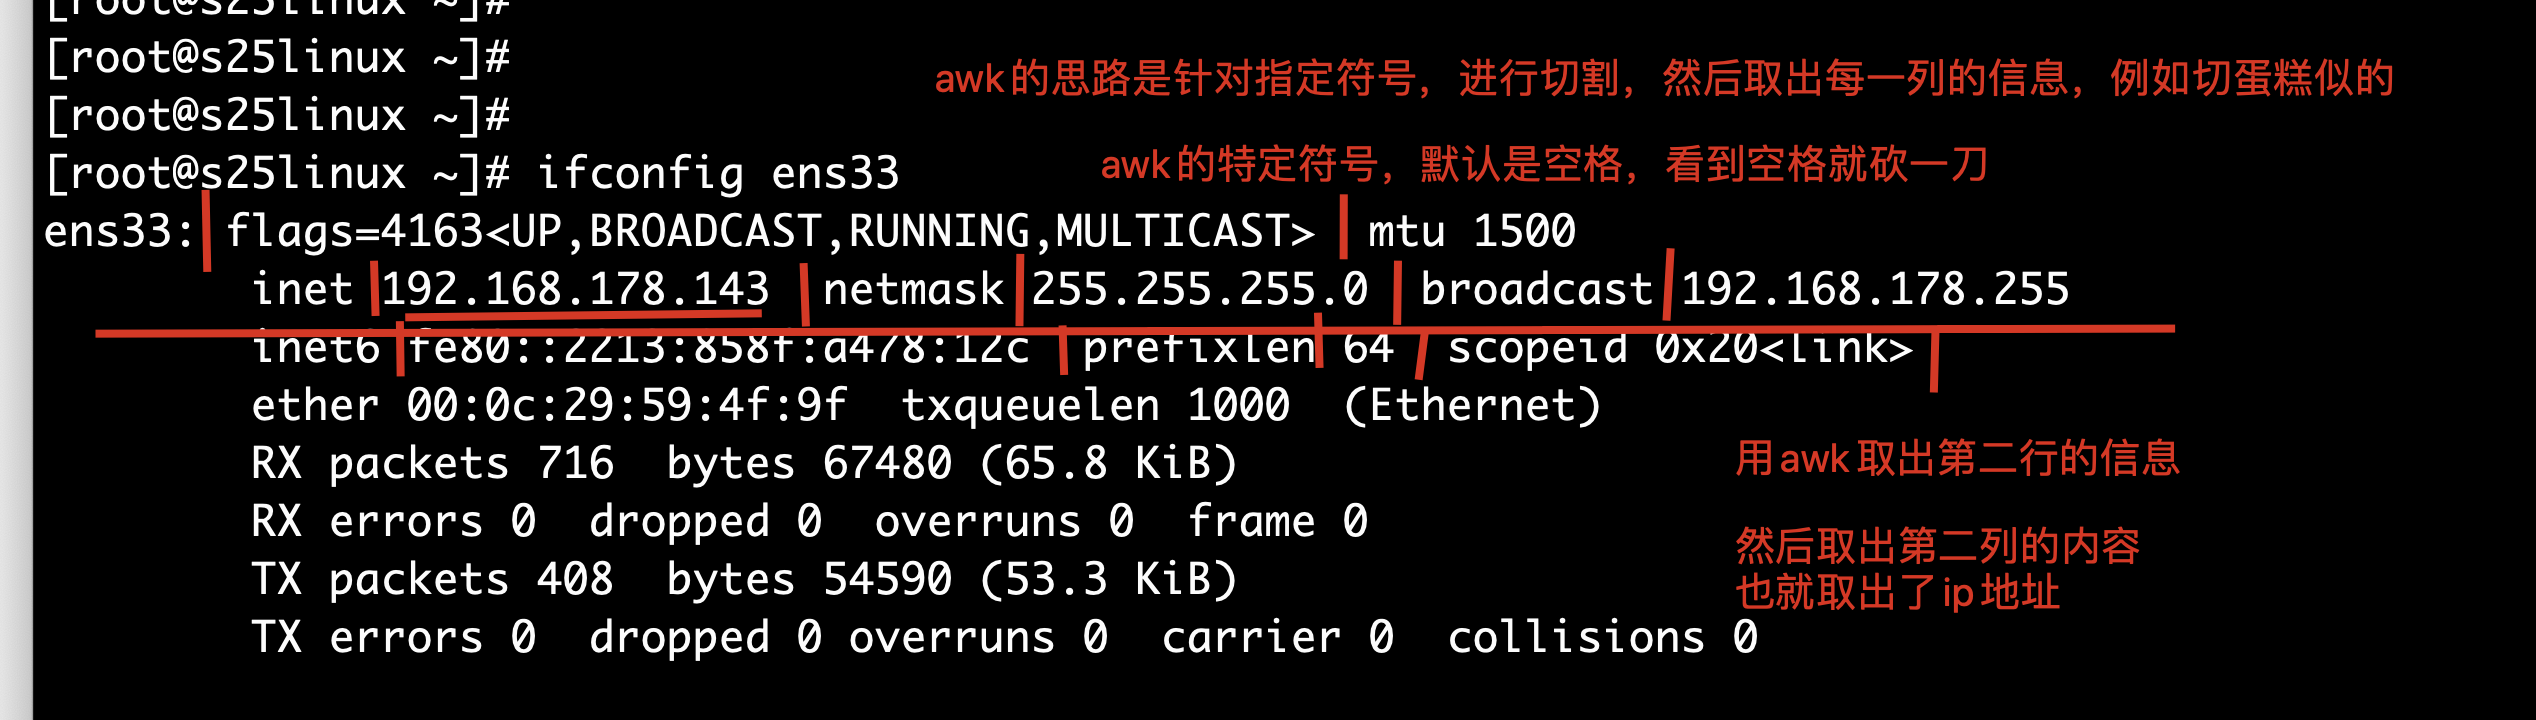 [root@s25linux ~]#
[root@s25linux ~]#
awk的思路是针对指定符号，进行切割，然后取出每一列的信息，例如切蛋糕似的
[root@s25linux ~]#
[root@s25linux ~]# ifconfig ens33
awk的特定符号，默认是空格，看到空格就砍一刀
ens33: flags=4163<UP,BROADCAST,RUNNING,MULTICAST>  mtu 1500
inet 192.168.178.143  netmask 255.255.255.0  broadcast 192.168.178.255
inet6 fe80::2213:858f:a478:12c  prefixlen 64  scopeid 0x20<link>
ether 00:0c:29:59:4f:9f  txqueuelen 1000  (Ethernet)
RX packets 716  bytes 67480 (65.8 KiB)
用awk取出第二行的信息
RX errors 0  dropped 0  overruns 0  frame 0
然后取出第二列的内容
TX packets 408  bytes 54590 (53.3 KiB)
也就取出了ip地址
TX errors 0  dropped 0 overruns 0  carrier 0  collisions 0